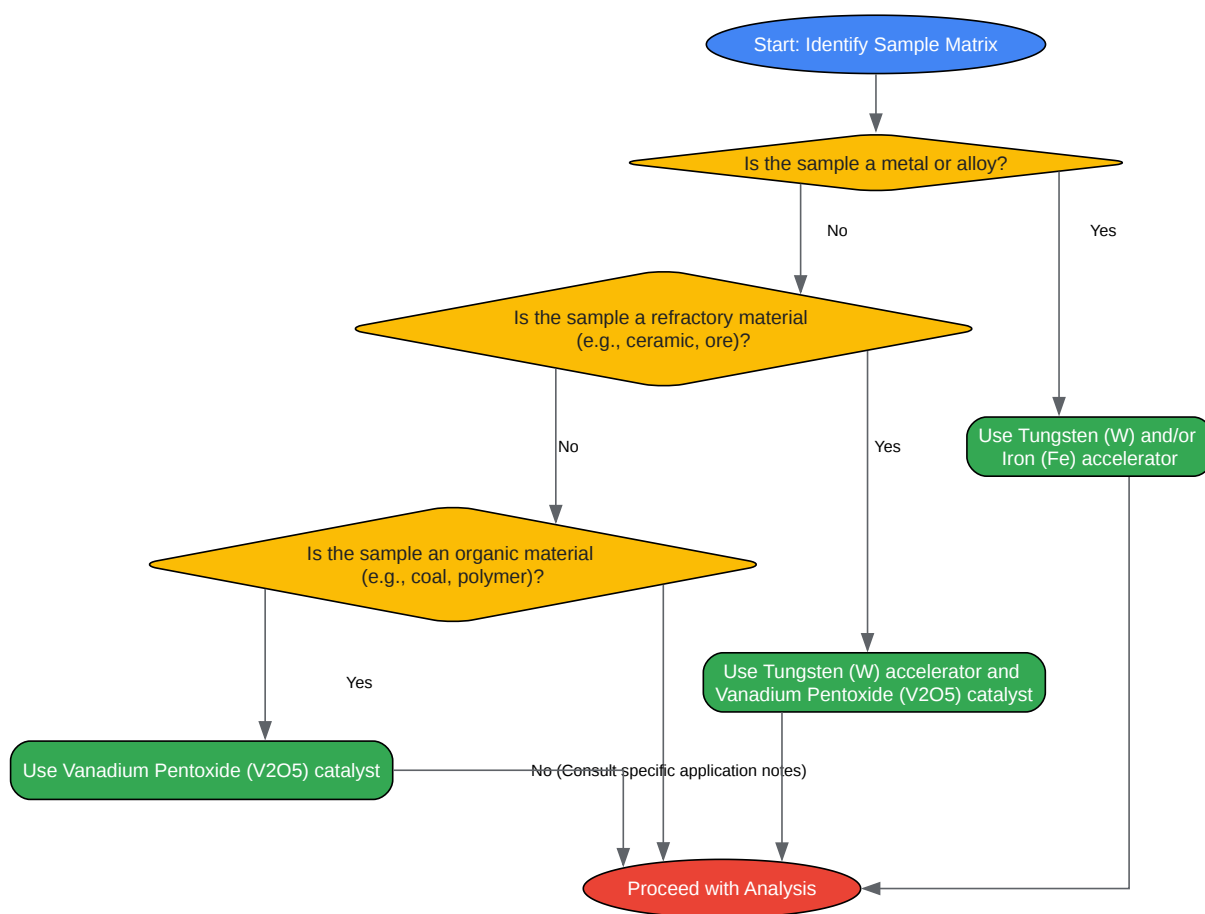 Start: Identify Sample Matrix
Is the sample a metal or alloy?
No
Yes
Is the sample a refractory material
(e.g., ceramic, ore)?
Use Tungsten (W) and/or
Iron (Fe) accelerator
No
Yes
Is the sample an organic material
(e.g., coal, polymer)?
Use Tungsten (W) accelerator and
Vanadium Pentoxide (V2O5) catalyst
Yes
Use Vanadium Pentoxide (V2O5) catalyst
No (Consult specific application notes)
Proceed with Analysis